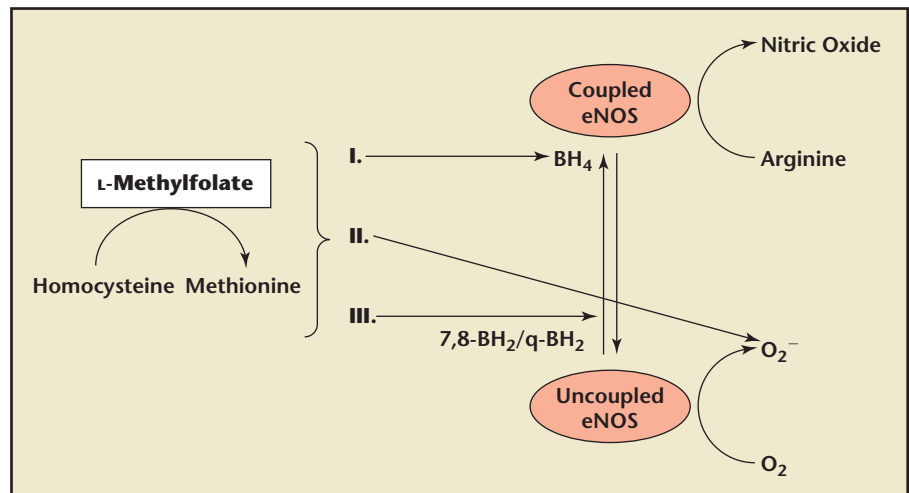 Nitric Oxide
Coupled
eNOS
I.
BH₄
Arginine
L-Methylfolate
II.
Homocysteine Methionine
III.
7,8-BH₂/q-BH₂
O₂⁻
Uncoupled
eNOS
O₂